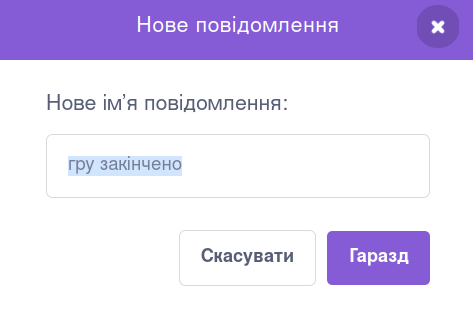 Нове повідомлення
Нове ім’я повідомлення:
гру закінчено
Скасувати
Гаразд